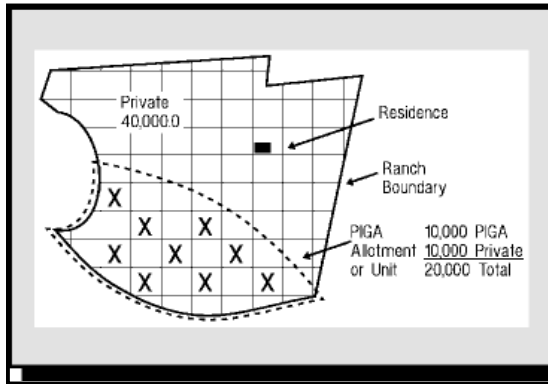 Private
40,000.0
Residence
Ranch
Boundary
PIGA 10,000 PIGA
Allotment 10,000 Private
or Unit 20,000 Total
X
X X
X X X
X X X